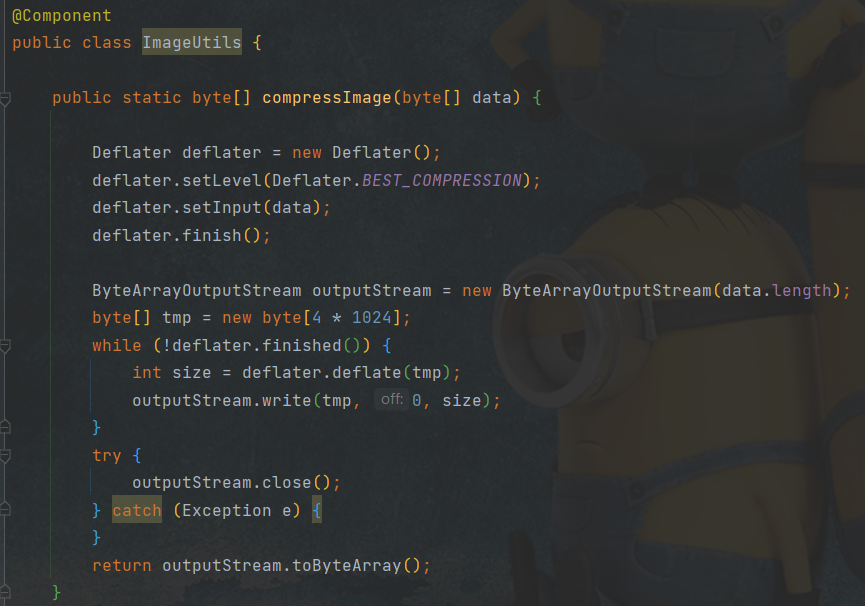 @Component
public class ImageUtils {
public static byte[] compressImage(byte[] data) {
Deflater deflater = new Deflater();
deflater.setLevel(Deflater.BEST_COMPRESSION);
deflater.setInput(data);
deflater.finish();
ByteArrayOutputStream outputStream = new ByteArrayOutputStream(data.length);
byte[] tmp = new byte[4 * 1024];
while (!deflater.finished()) {
int size = deflater.deflate(tmp);
outputStream.write(tmp, off: 0, size);
}
try {
outputStream.close();
} catch (Exception e) {
}
return outputStream.toByteArray();
}